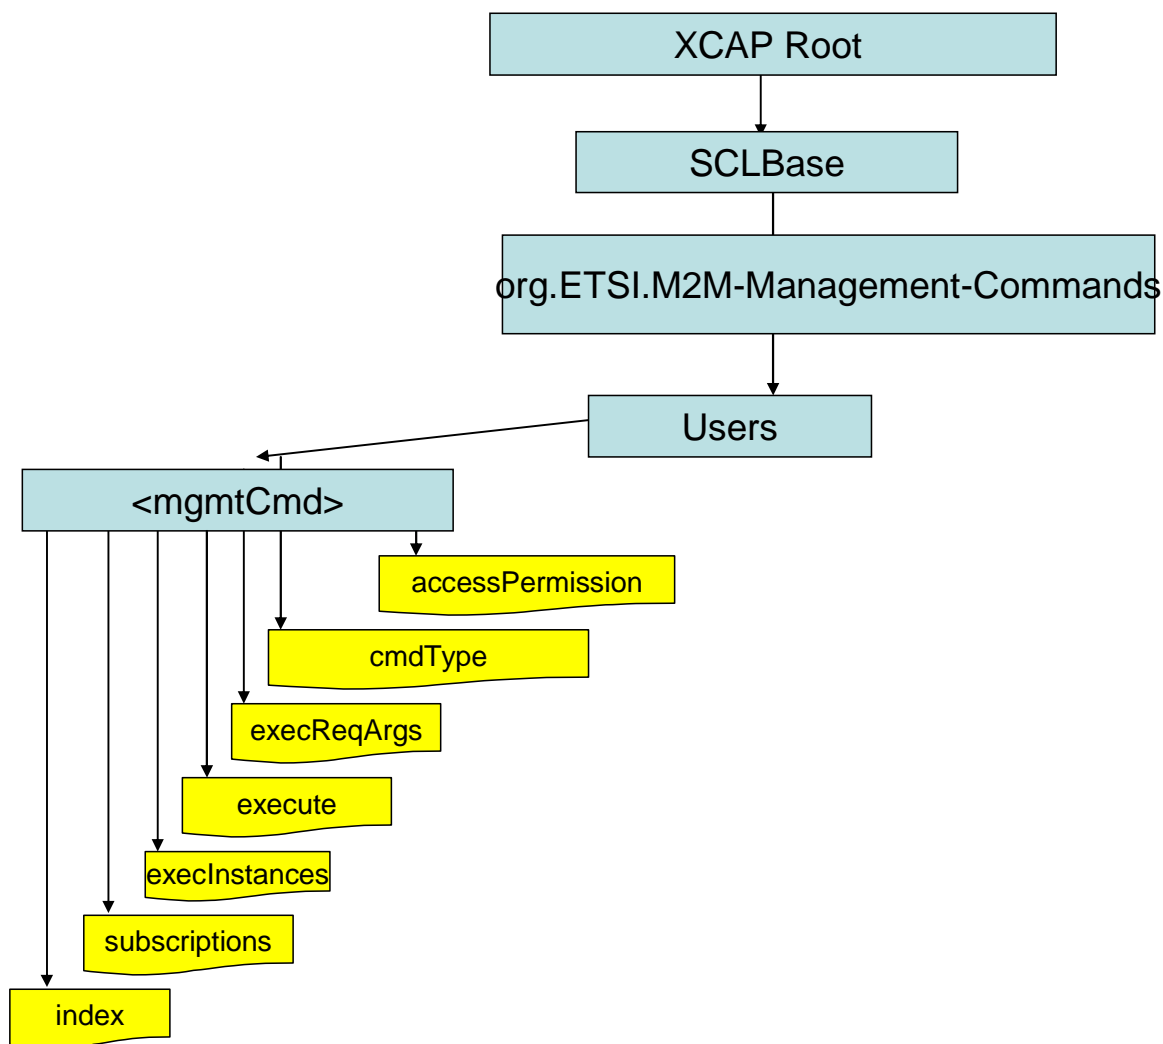 XCAP Root
SCLBase
org.ETSI.M2M-Management-Commands
Users
<mgmtCmd>
accessPermission
cmdType
execReqArgs
execute
execInstances
subscriptions
index